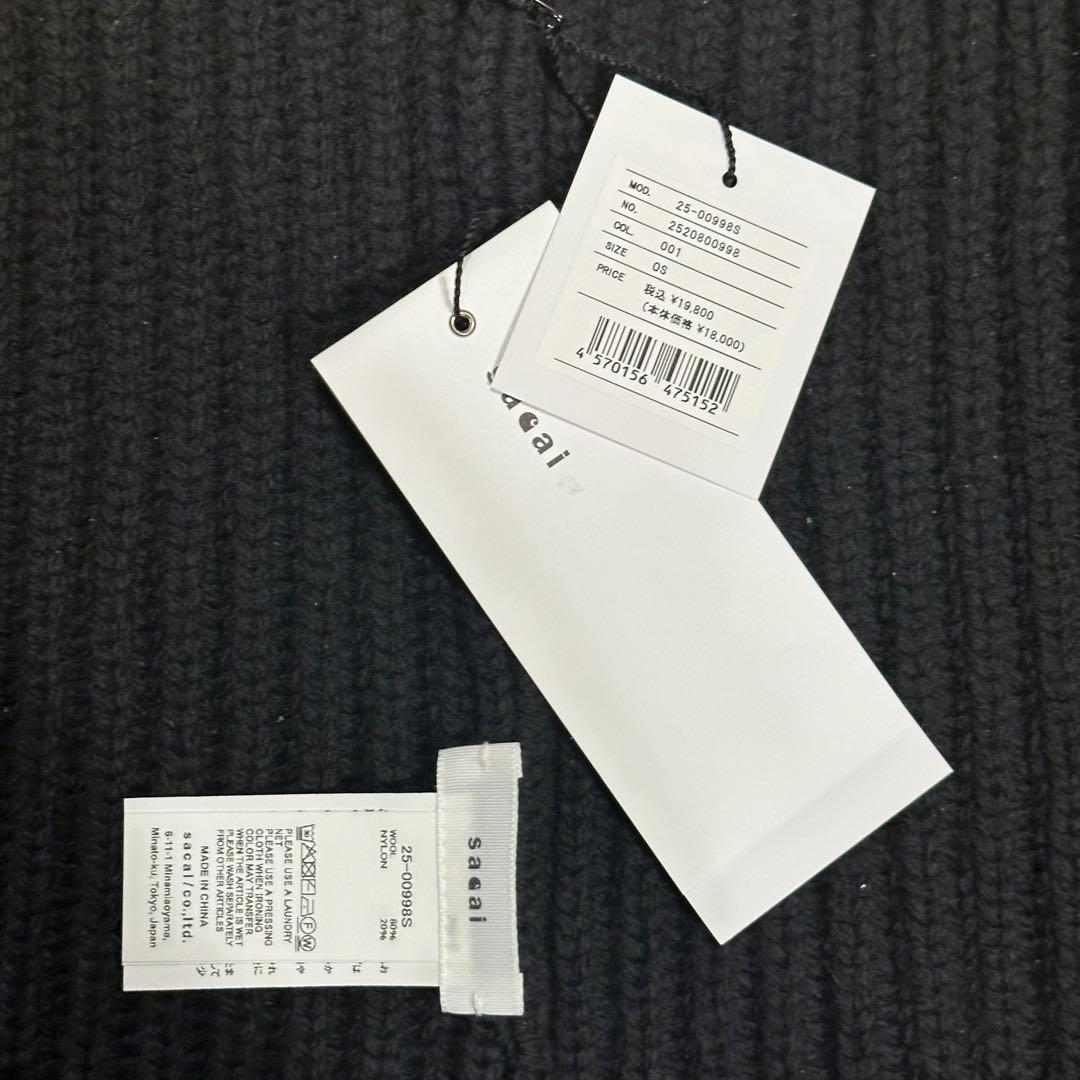 MOD. 25-00998S
NO. 2520800998
COL. 001
SIZE OS
PRICE 税込 ¥19,800
(本体価格 ¥18,000)
4 570156 475152
acai
sacai
25-00998S
WOOL 80%
NYLON 20%
PLEASE USE A LAUNDRY
NET
PLEASE USE A PRESSING
CLOTH WHEN IRONING
COLOR MAY TRANSFER
WHEN THE ARTICLE IS WET
PLEASE WASH SEPARATELY
FROM OTHER ARTICLES
MADE IN CHINA
sacai/co.,ltd.
6-11-1 Minamiaoyama,
Minato-ku, Tokyo, Japan